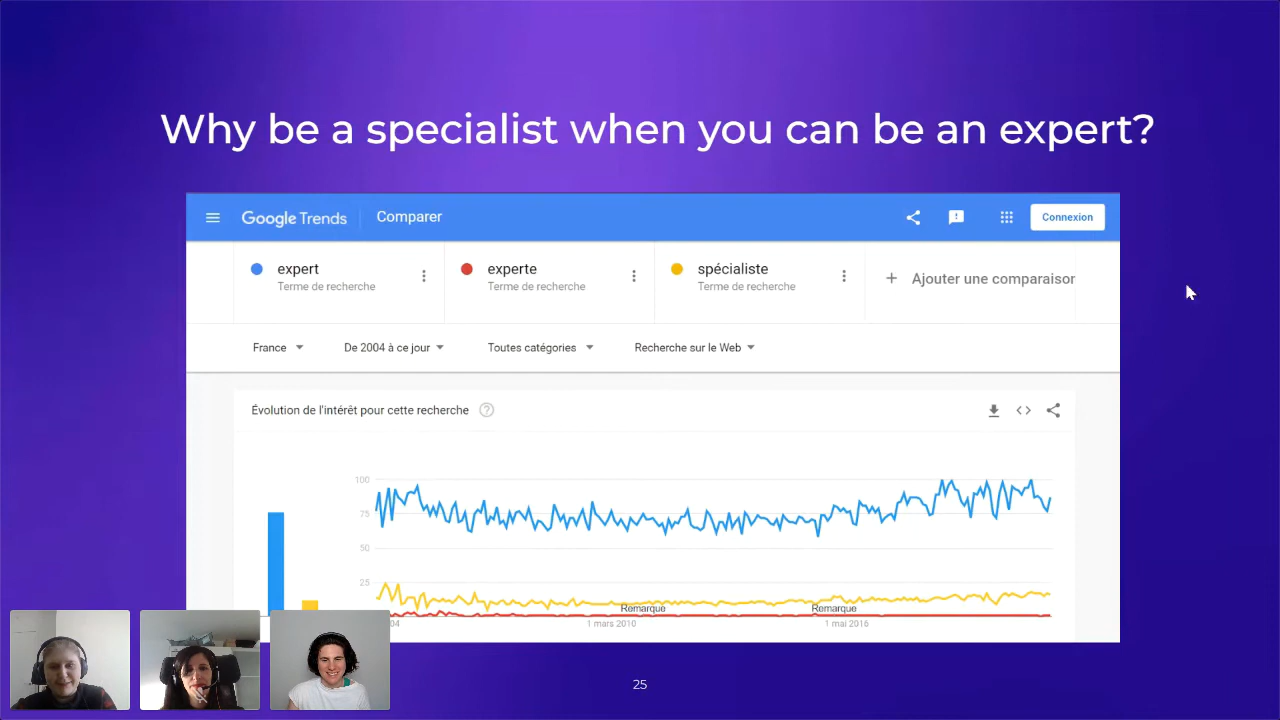 Why be a specialist when you can be an expert?
Google Trends Comparer Connexion
expert experte spécialiste + Ajouter une comparaison
Terme de recherche Terme de recherche Terme de recherche
France De 2004 à ce jour Toutes catégories Recherche sur le Web
Évolution de l'intérêt pour cette recherche ?
100
75
50
25
Remarque Remarque
04 1 mars 2010 1 mai 2016
25